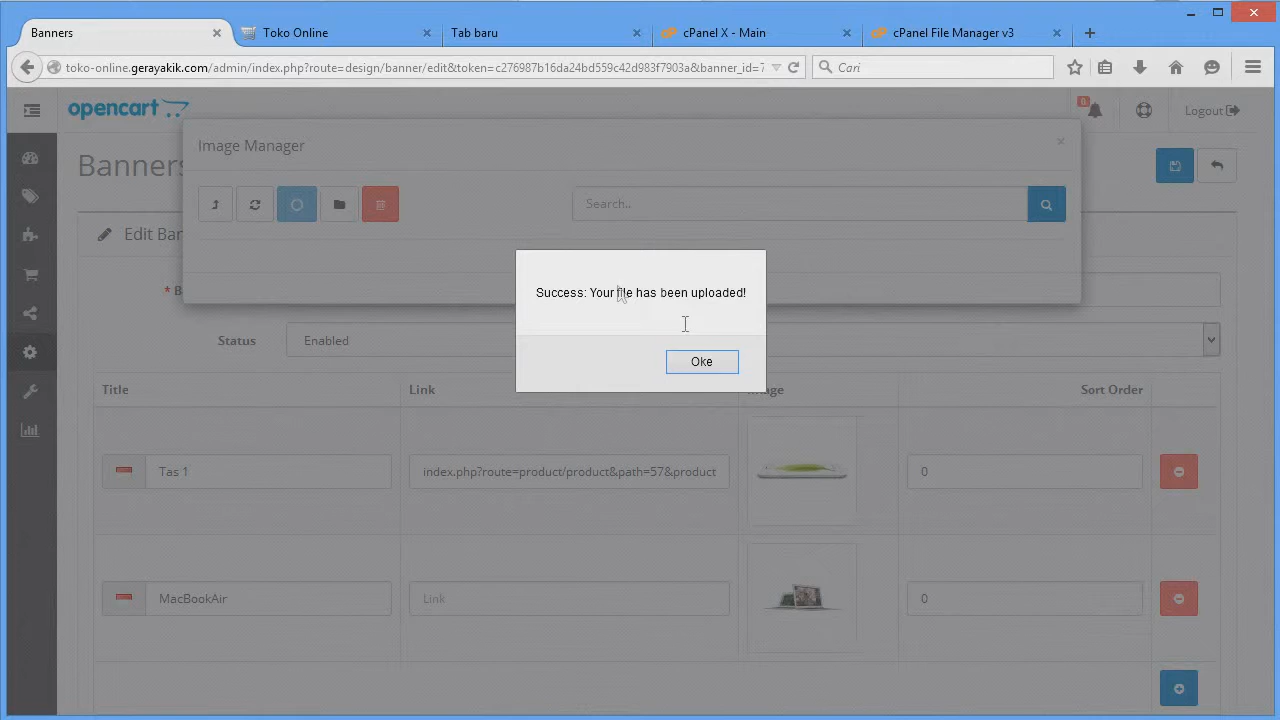 Banners
Toko Online
Tab baru
cPanel X - Main
cPanel File Manager v3
toko-online.gerayakik.com/admin/index.php?route=design/banner/edit&token=c276987b16da24bd559c42d983f7903a&banner_id=7
Cari
opencart
0
Logout
Banners
Image Manager
Search..
Edit Ban
* B
Success: Your file has been uploaded!
Oke
Status
Enabled
Title
Link
Sort Order
Tas 1
index.php?route=product/product&path=57&product
0
MacBookAir
Link
0